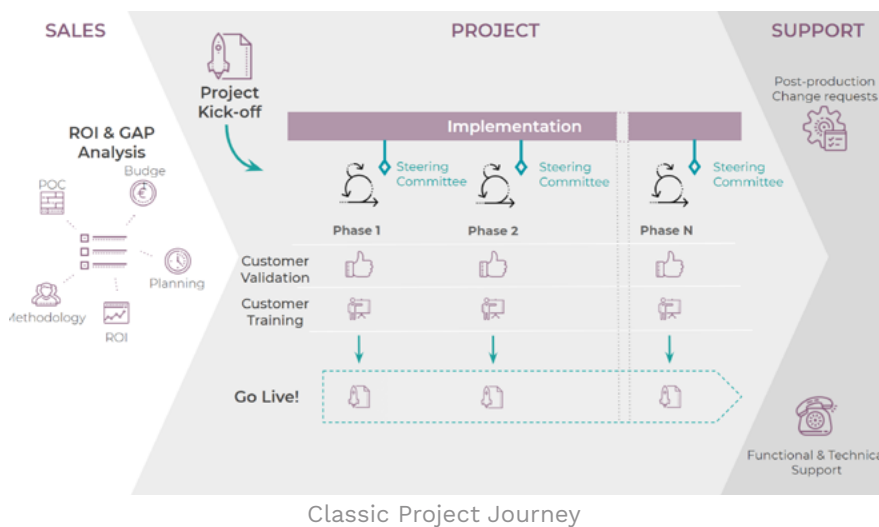 SALES
PROJECT
SUPPORT
Project
Kick-off
Post-production
Change requests
ROI & GAP
Analysis
POC
Budge
Planning
Methodology
ROI
Implementation
Steering
Committee
Steering
Committee
Steering
Committee
Phase 1
Phase 2
Phase N
Customer
Validation
Customer
Training
Go Live!
Functional & Technica
Support
Classic Project Journey